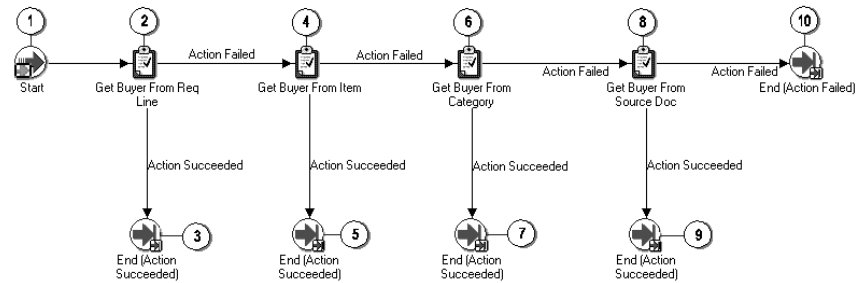 1
2
4
6
8
10
Action Failed
Action Failed
Action Failed
Action Failed
Start
Get Buyer From Req
Line
Get Buyer From Item
Get Buyer From
Category
Get Buyer From
Source Doc
End (Action Failed)
Action Succeeded
Action Succeeded
Action Succeeded
Action Succeeded
3
5
7
9
End (Action
Succeeded)
End (Action
Succeeded)
End (Action
Succeeded)
End (Action
Succeeded)